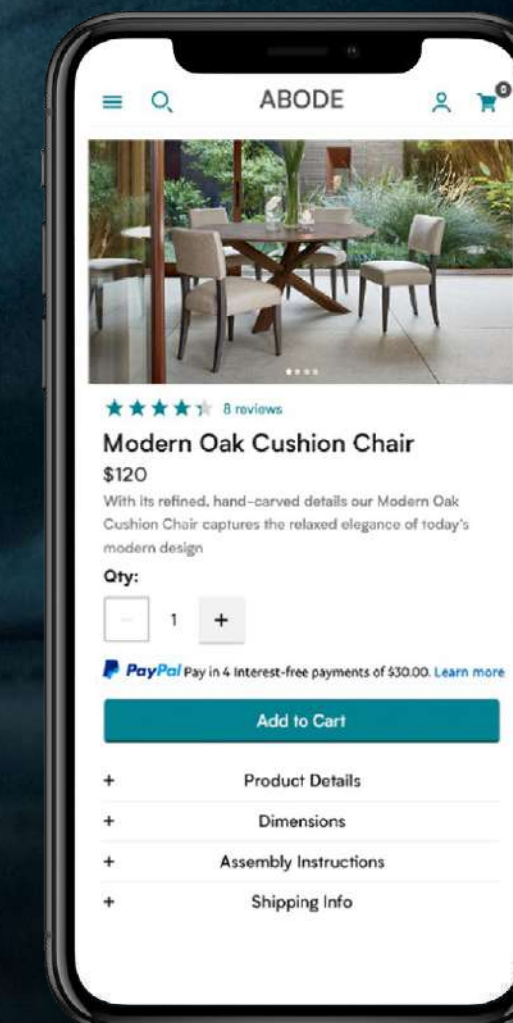 ABODE
0
8 reviews
Modern Oak Cushion Chair
$120
With its refined, hand-carved details our Modern Oak
Cushion Chair captures the relaxed elegance of today's
modern design
Qty:
- 1 +
PayPal Pay in 4 Interest-free payments of $30.00. Learn more
Add to Cart
+ Product Details
+ Dimensions
+ Assembly Instructions
+ Shipping Info